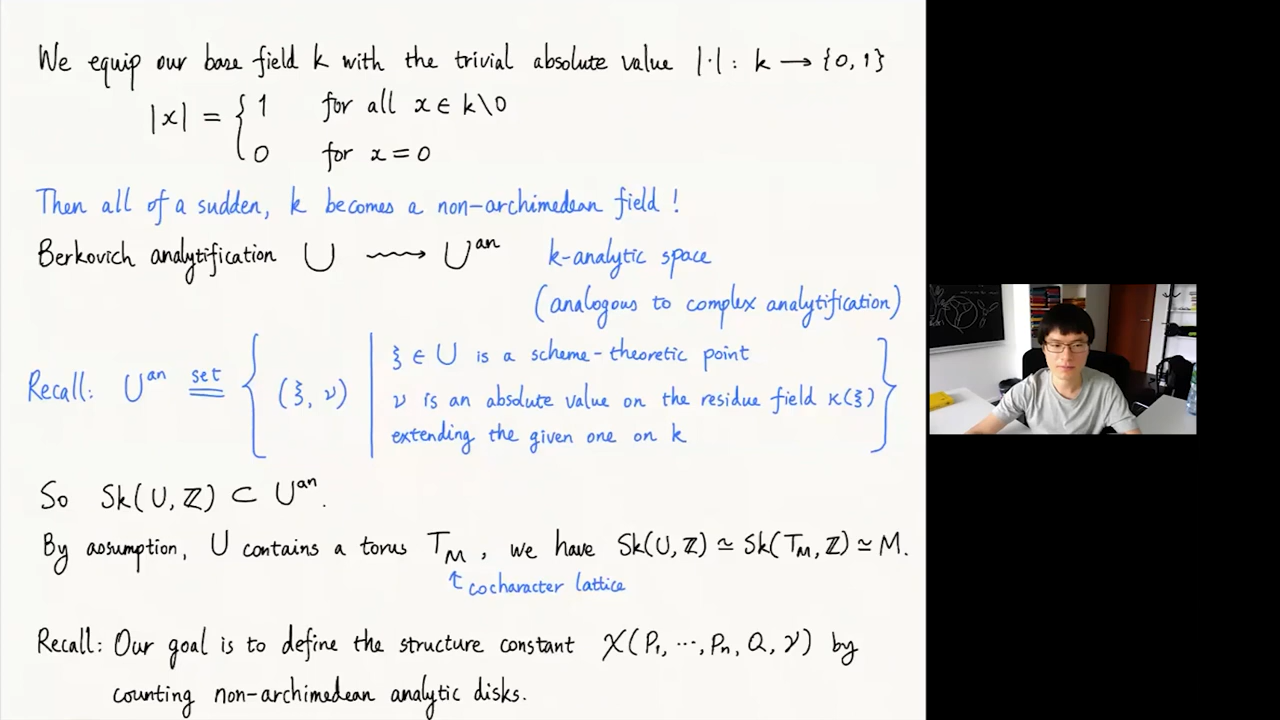 We equip our base field k with the trivial absolute value |·| : k → {0,1}
|x| = { 1 for all x ∈ k\0
0 for x = 0
Then all of a sudden, k becomes a non-archimedean field !
Berkovich analytification U ⇝ U^an k-analytic space
(analogous to complex analytification)
Recall: U^an set= { (ξ, ν) | ξ ∈ U is a scheme-theoretic point
ν is an absolute value on the residue field κ(ξ)
extending the given one on k }
So Sk(U, ℤ) ⊂ U^an.
By assumption, U contains a torus T_M , we have Sk(U, ℤ) ≃ Sk(T_M, ℤ) ≃ M.
↑ cocharacter lattice
Recall: Our goal is to define the structure constant χ(P₁, ⋯, Pₙ, Q, γ) by
counting non-archimedean analytic disks.